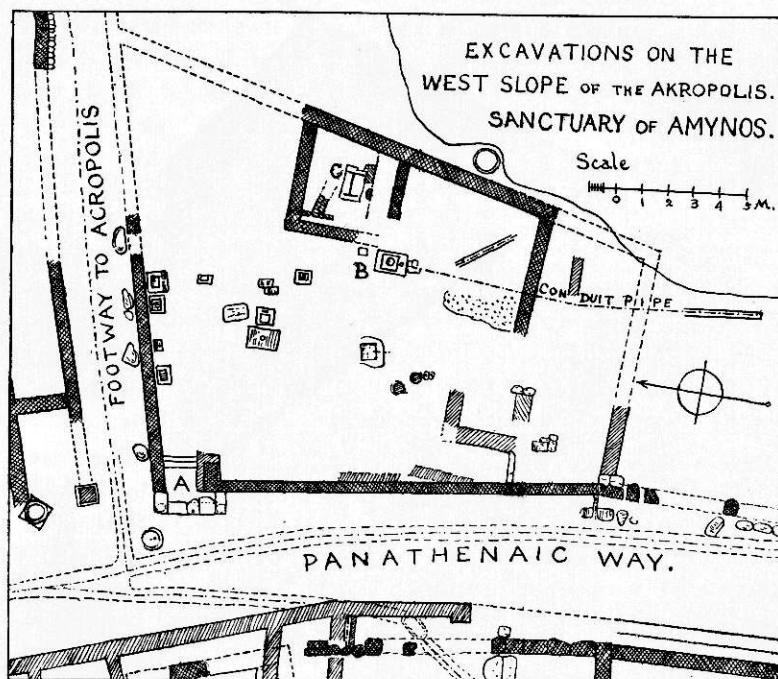 EXCAVATIONS ON THE
WEST SLOPE OF THE AKROPOLIS.
SANCTUARY OF AMYNOS.
Scale
0 1 2 3 4 5 M.
FOOTWAY TO ACROPOLIS
C
B
CONDUIT PIPE
A
PANATHENAIC WAY.